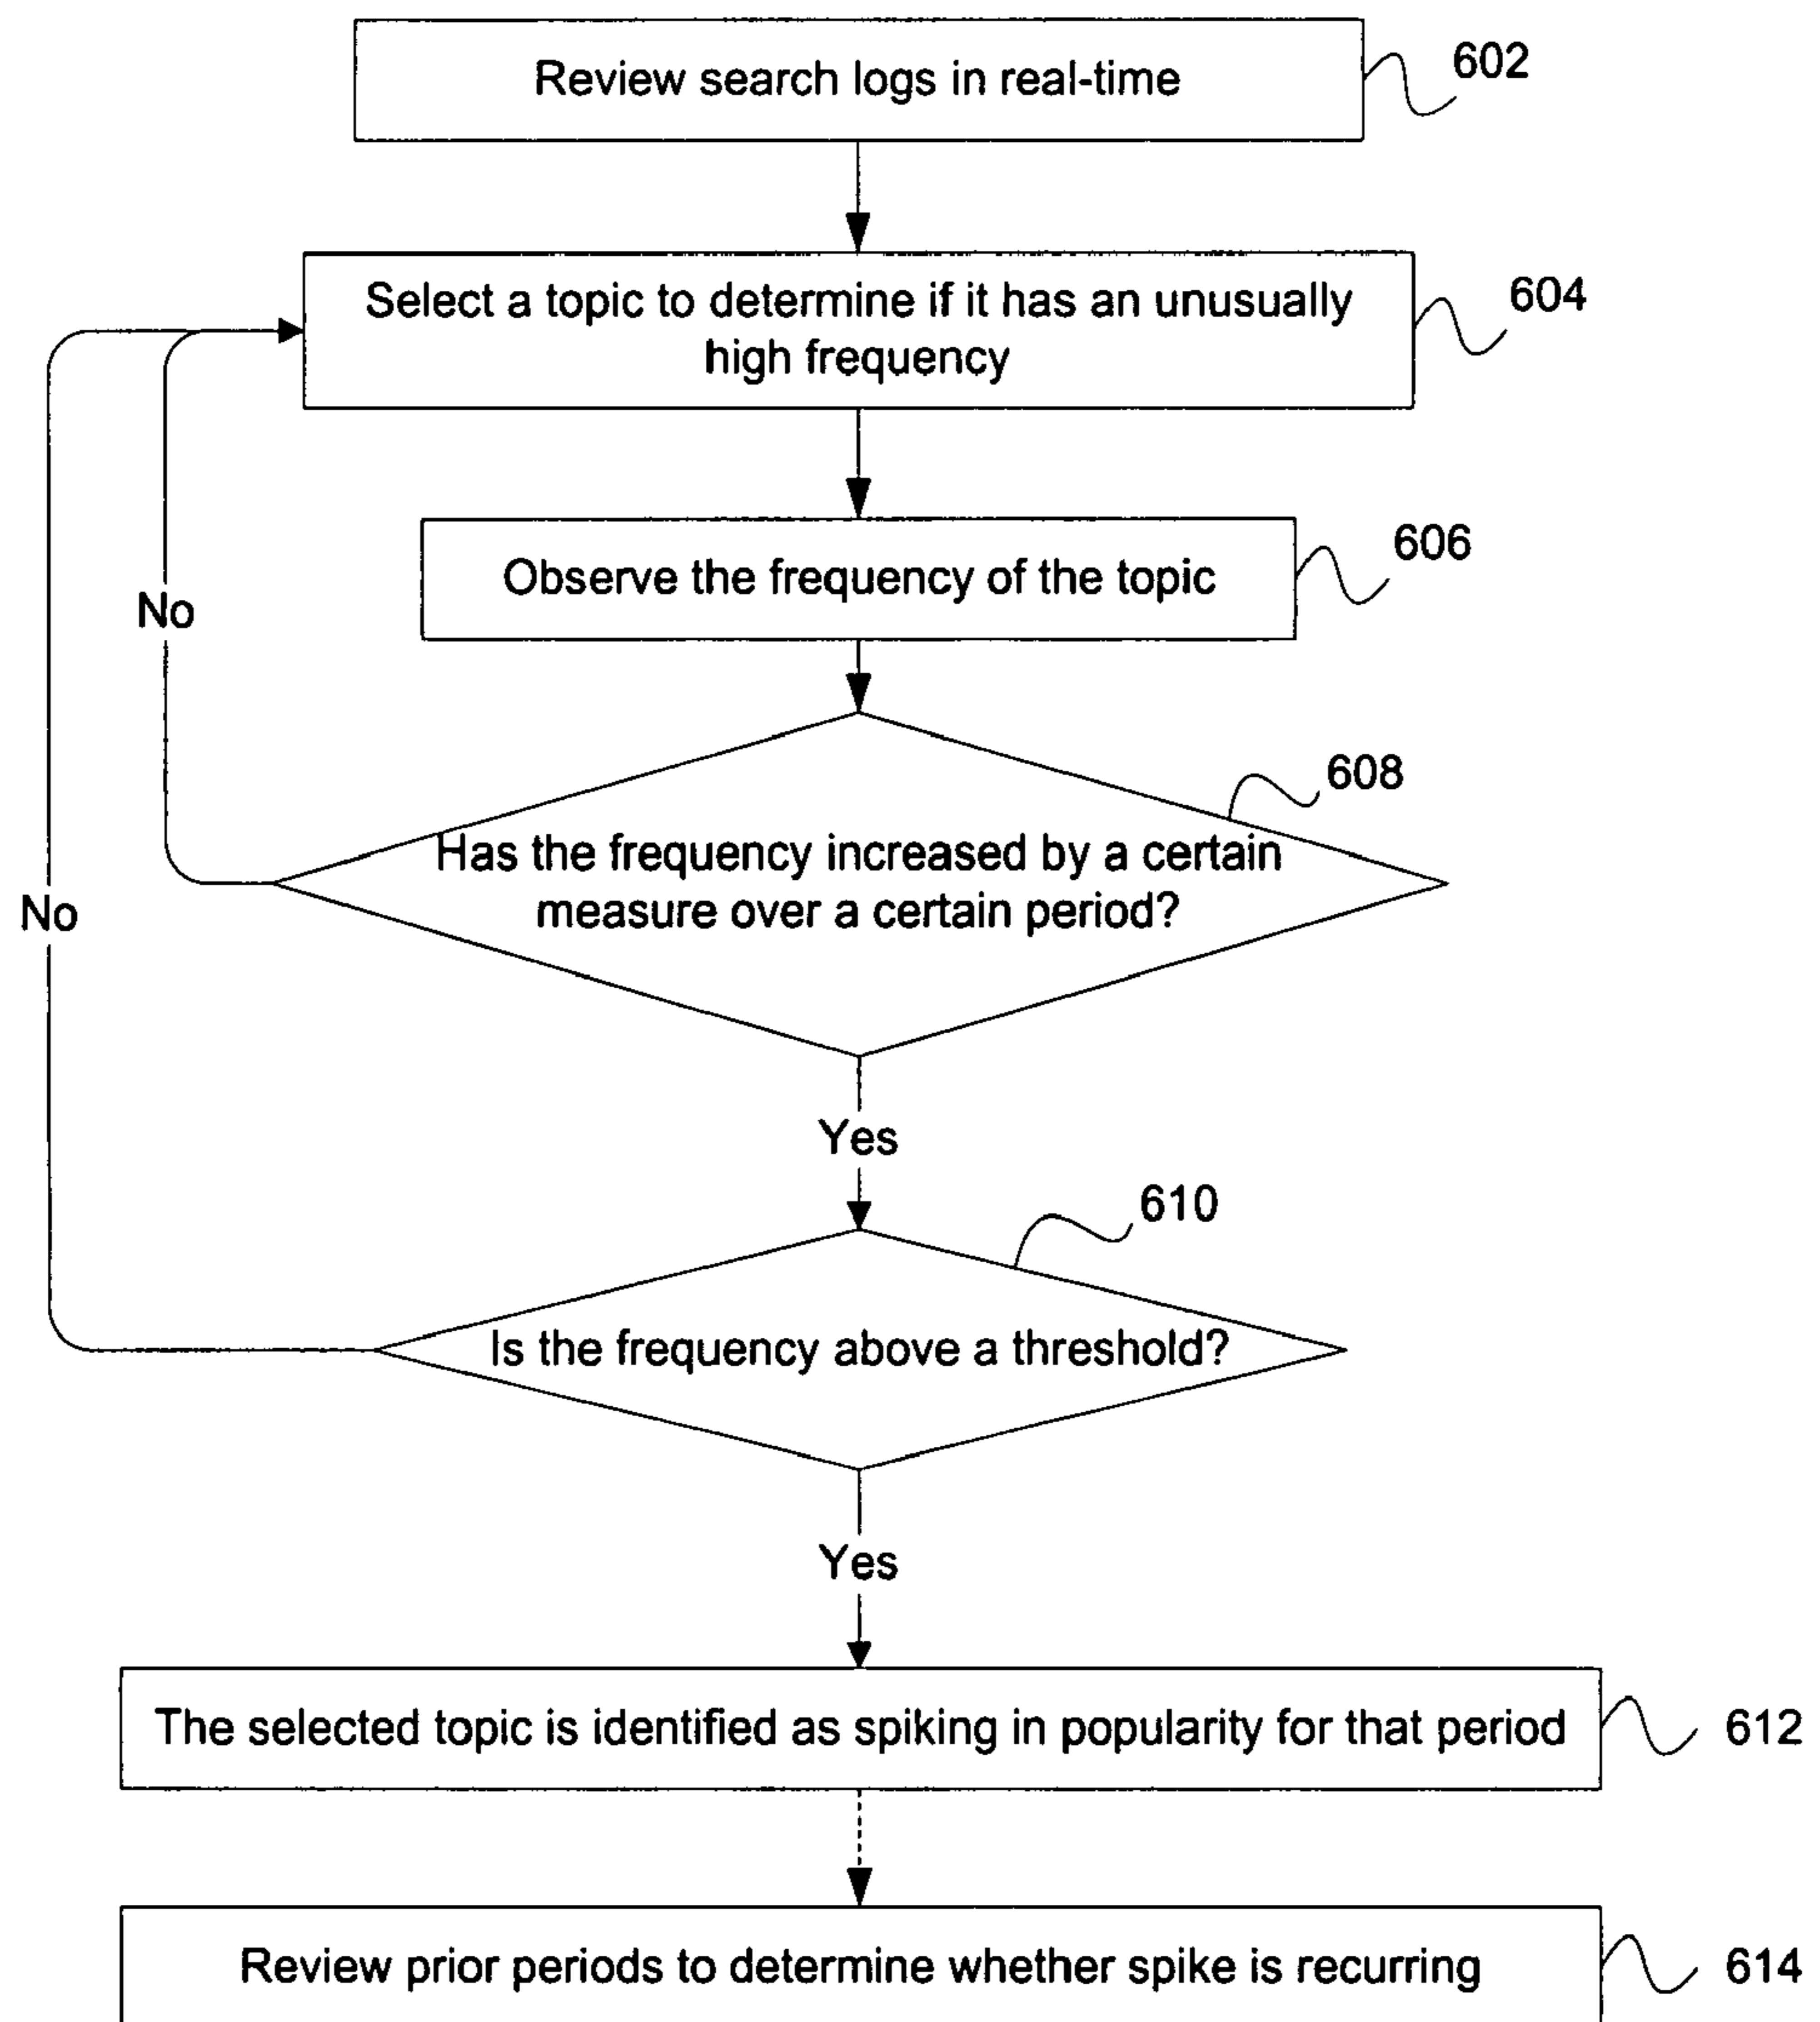 Review search logs in real-time
602
Select a topic to determine if it has an unusually
high frequency
604
Observe the frequency of the topic
606
No
608
Has the frequency increased by a certain
measure over a certain period?
No
Yes
610
Is the frequency above a threshold?
Yes
The selected topic is identified as spiking in popularity for that period
612
Review prior periods to determine whether spike is recurring
614